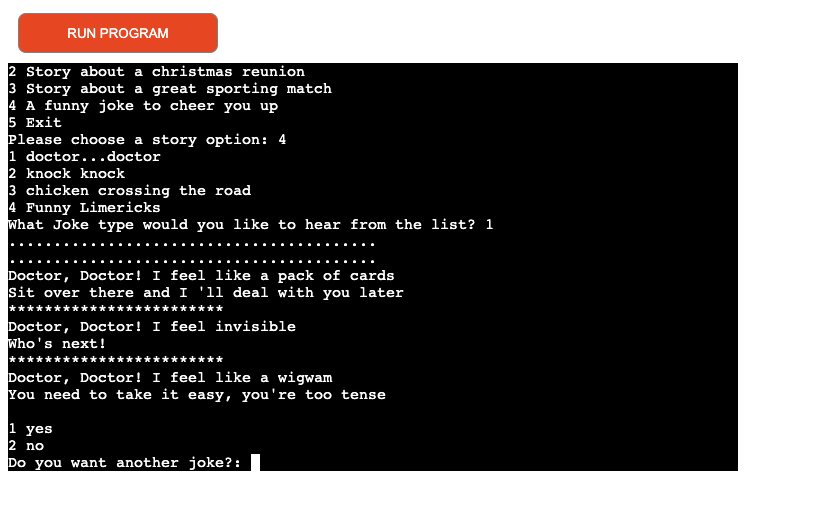 RUN PROGRAM
2 Story about a christmas reunion
3 Story about a great sporting match
4 A funny joke to cheer you up
5 Exit
Please choose a story option: 4
1 doctor...doctor
2 knock knock
3 chicken crossing the road
4 Funny Limericks
What Joke type would you like to hear from the list? 1
.........................................
.........................................
Doctor, Doctor! I feel like a pack of cards
Sit over there and I 'll deal with you later
************************
Doctor, Doctor! I feel invisible
Who's next!
************************
Doctor, Doctor! I feel like a wigwam
You need to take it easy, you're too tense
1 yes
2 no
Do you want another joke?: